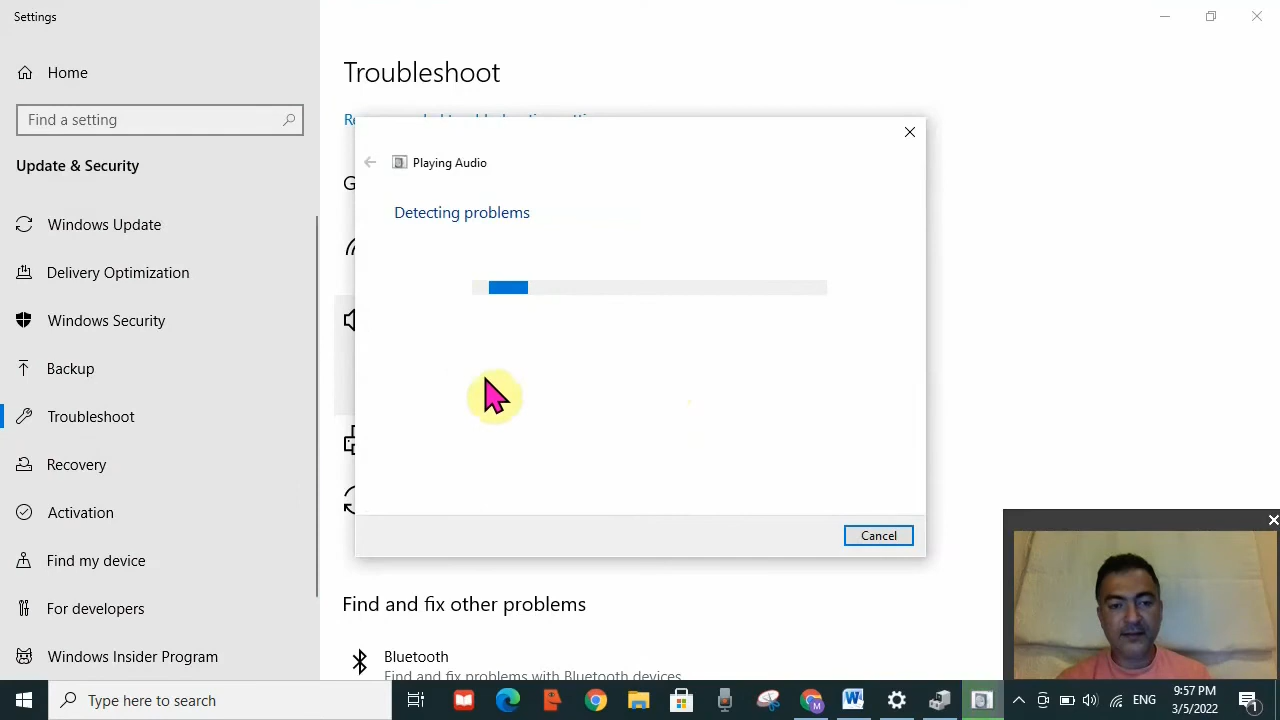 Settings
Home
Find a setting
Update & Security
Windows Update
Delivery Optimization
Windows Security
Backup
Troubleshoot
Recovery
Activation
Find my device
For developers
Windows Insider Program
Troubleshoot
Playing Audio
Detecting problems
Cancel
Find and fix other problems
Bluetooth
Find and fix problems with Bluetooth devices
Type here to search
ENG
9:57 PM
3/5/2022
1